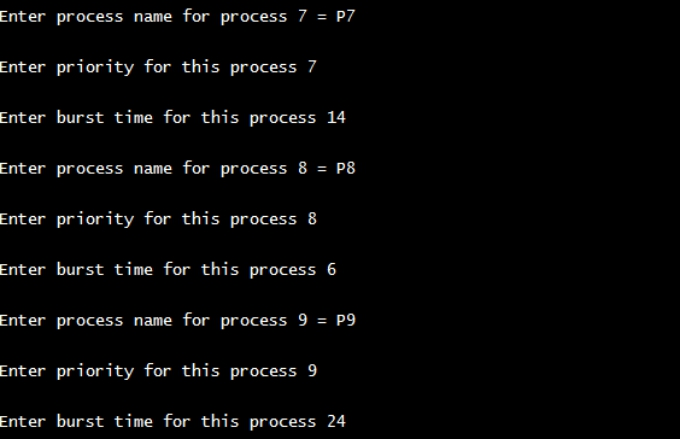 Enter process name for process 7 = P7
Enter priority for this process 7
Enter burst time for this process 14
Enter process name for process 8 = P8
Enter priority for this process 8
Enter burst time for this process 6
Enter process name for process 9 = P9
Enter priority for this process 9
Enter burst time for this process 24